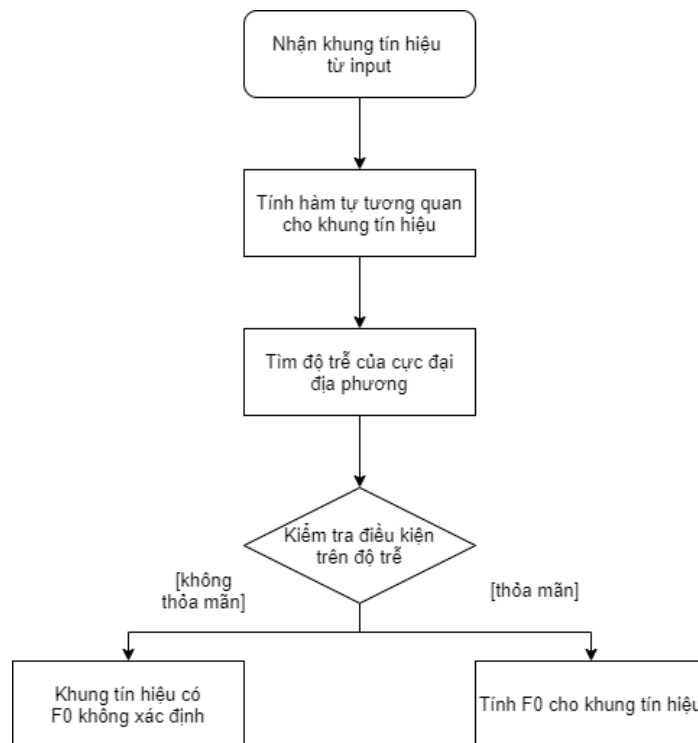 Nhận khung tín hiệu
từ input
Tính hàm tự tương quan
cho khung tín hiệu
Tìm độ trễ của cực đại
địa phương
Kiểm tra điều kiện
trên độ trễ
[không
thỏa mãn]
[thỏa mãn]
Khung tín hiệu có
F0 không xác định
Tính F0 cho khung tín hiệu